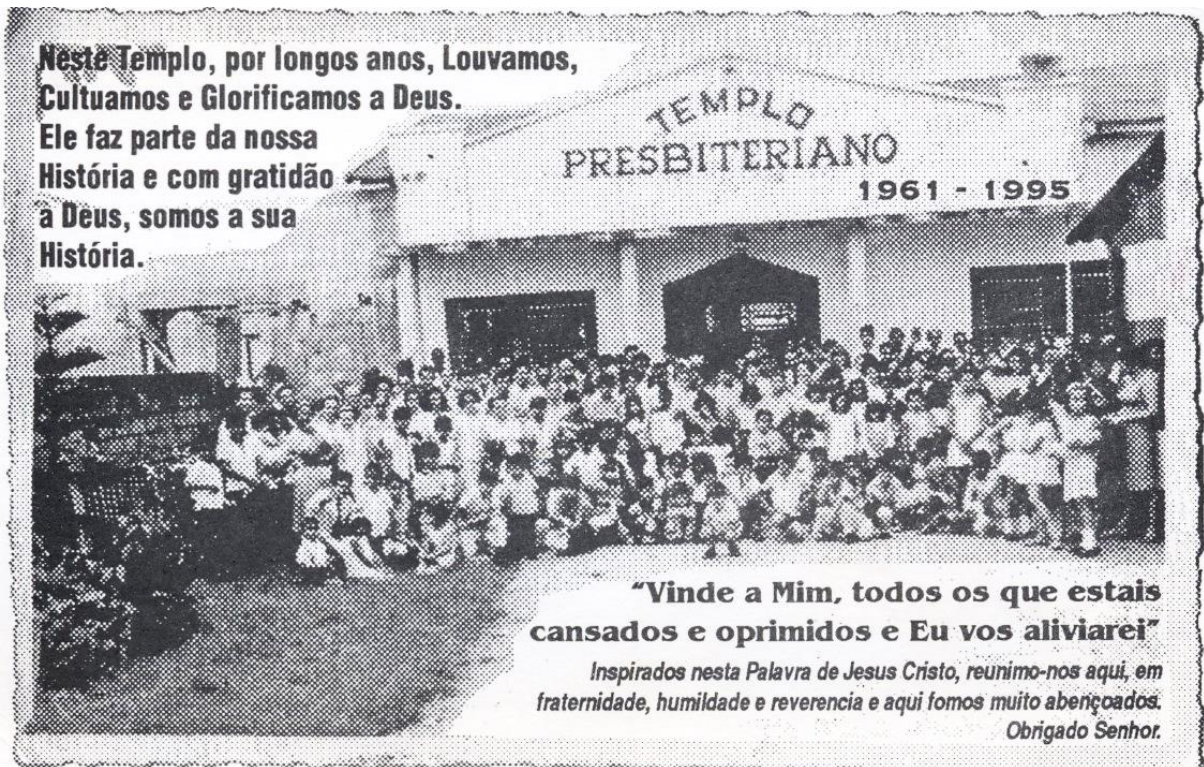 Neste Templo, por longos anos, Louvamos,
Cultuamos e Glorificamos a Deus.
Ele faz parte da nossa
História e com gratidão
a Deus, somos a sua
História.
TEMPLO
PRESBITERIANO
1961 - 1995
"Vinde a Mim, todos os que estais
cansados e oprimidos e Eu vos aliviarei"
Inspirados nesta Palavra de Jesus Cristo, reunimo-nos aqui, em
fraternidade, humildade e reverencia e aqui fomos muito abençoados.
Obrigado Senhor.